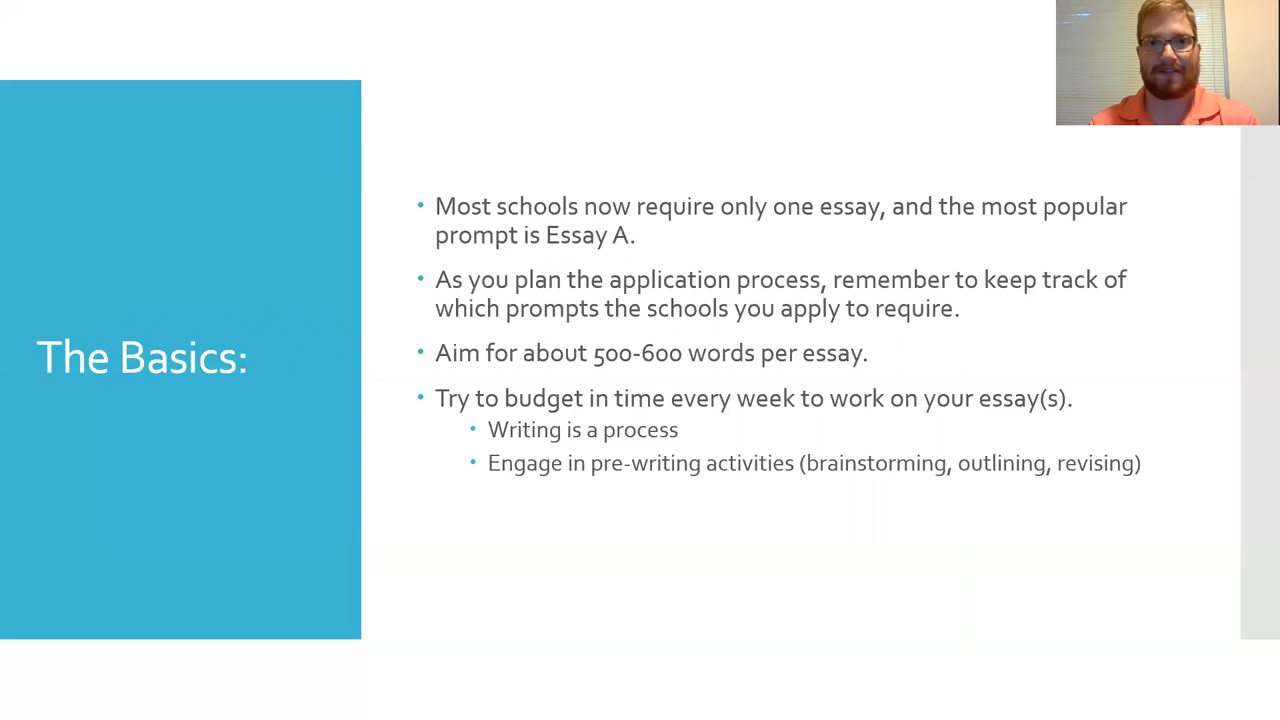 The Basics:
• Most schools now require only one essay, and the most popular
prompt is Essay A.
• As you plan the application process, remember to keep track of
which prompts the schools you apply to require.
• Aim for about 500-600 words per essay.
• Try to budget in time every week to work on your essay(s).
• Writing is a process
• Engage in pre-writing activities (brainstorming, outlining, revising)